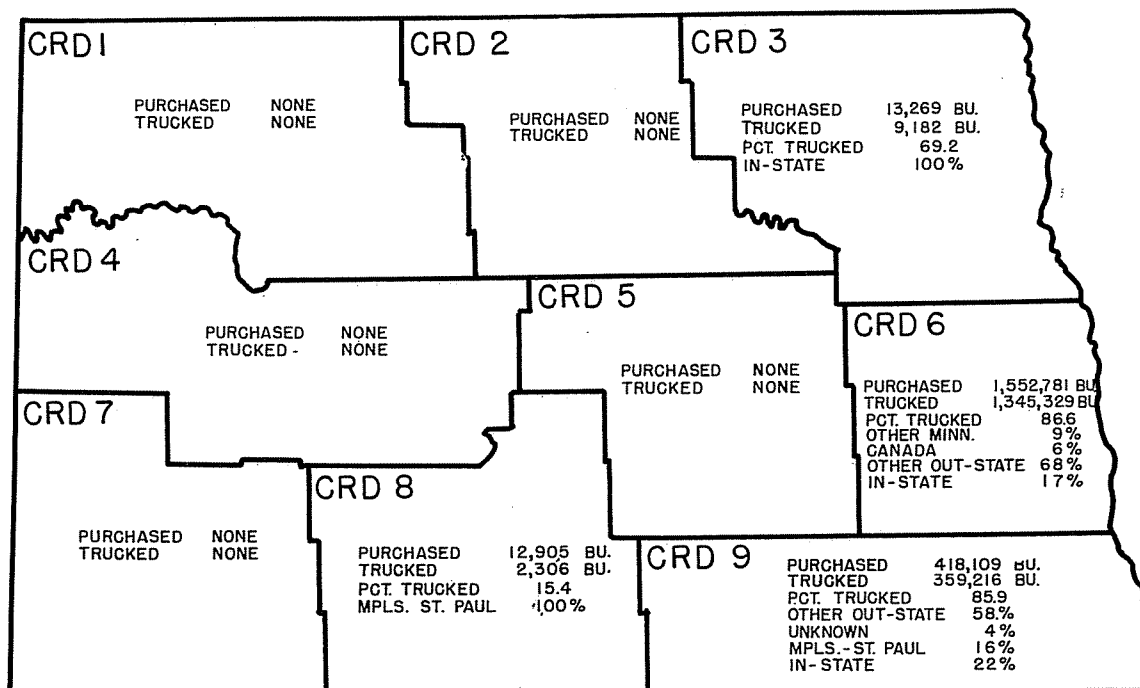 CRD 1
PURCHASED NONE
TRUCKED NONE
CRD 2
PURCHASED NONE
TRUCKED NONE
CRD 3
PURCHASED 13,269 BU.
TRUCKED 9,182 BU.
PCT. TRUCKED 69.2
IN-STATE 100%
CRD 4
PURCHASED NONE
TRUCKED - NONE
CRD 5
PURCHASED NONE
TRUCKED NONE
CRD 6
PURCHASED 1,552,781 BU
TRUCKED 1,345,329 BU
PCT. TRUCKED 86.6
OTHER MINN. 9%
CANADA 6%
OTHER OUT-STATE 68%
IN-STATE 17%
CRD 7
PURCHASED NONE
TRUCKED NONE
CRD 8
PURCHASED 12,905 BU.
TRUCKED 2,306 BU.
PCT. TRUCKED 15.4
MPLS. ST. PAUL 100%
CRD 9
PURCHASED 418,109 BU.
TRUCKED 359,216 BU.
PCT. TRUCKED 85.9
OTHER OUT-STATE 58.%
UNKNOWN 4%
MPLS.-ST. PAUL 16%
IN-STATE 22%